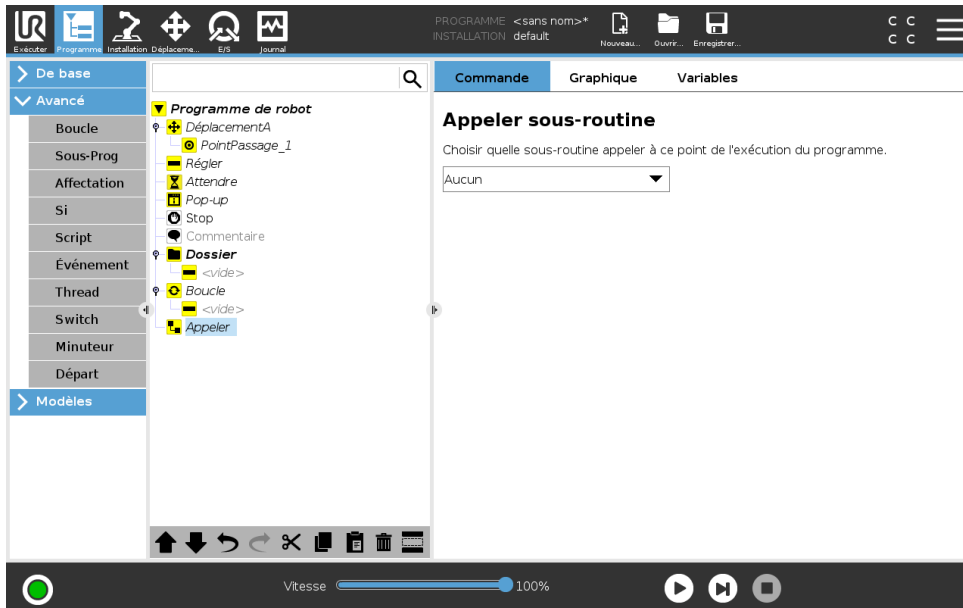 UR
PROGRAMME <sans nom>*
INSTALLATION default
C C
C C
Exécuter Programme Installation Déplaceme... E/S Journal
Nouveau... Ouvrir... Enregistrer...
De base
Avancé
Boucle
Sous-Prog
Affectation
Si
Script
Événement
Thread
Switch
Minuteur
Départ
Modèles
Programme de robot
DéplacementA
PointPassage_1
Régler
Attendre
Pop-up
Stop
Commentaire
Dossier
<vide>
Boucle
<vide>
Appeler
Commande Graphique Variables
Appeler sous-routine
Choisir quelle sous-routine appeler à ce point de l'exécution du programme.
Aucun
Vitesse 100%